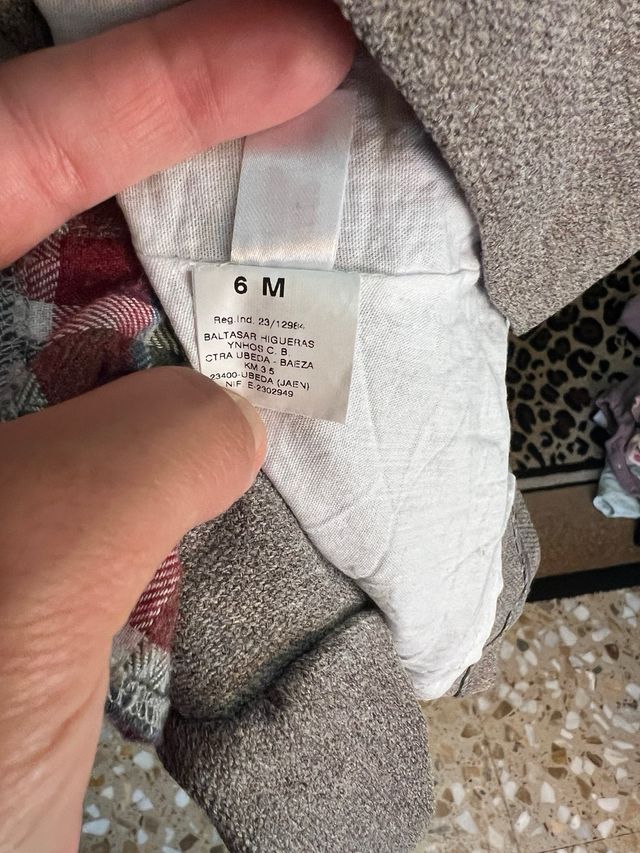 6 M
Reg.Ind. 23/12984
BALTASAR HIGUERAS
YNHOS C. B.
CTRA UBEDA - BAEZA
KM 3 5
23400-UBEDA (JAEN)
NIF E-2302949